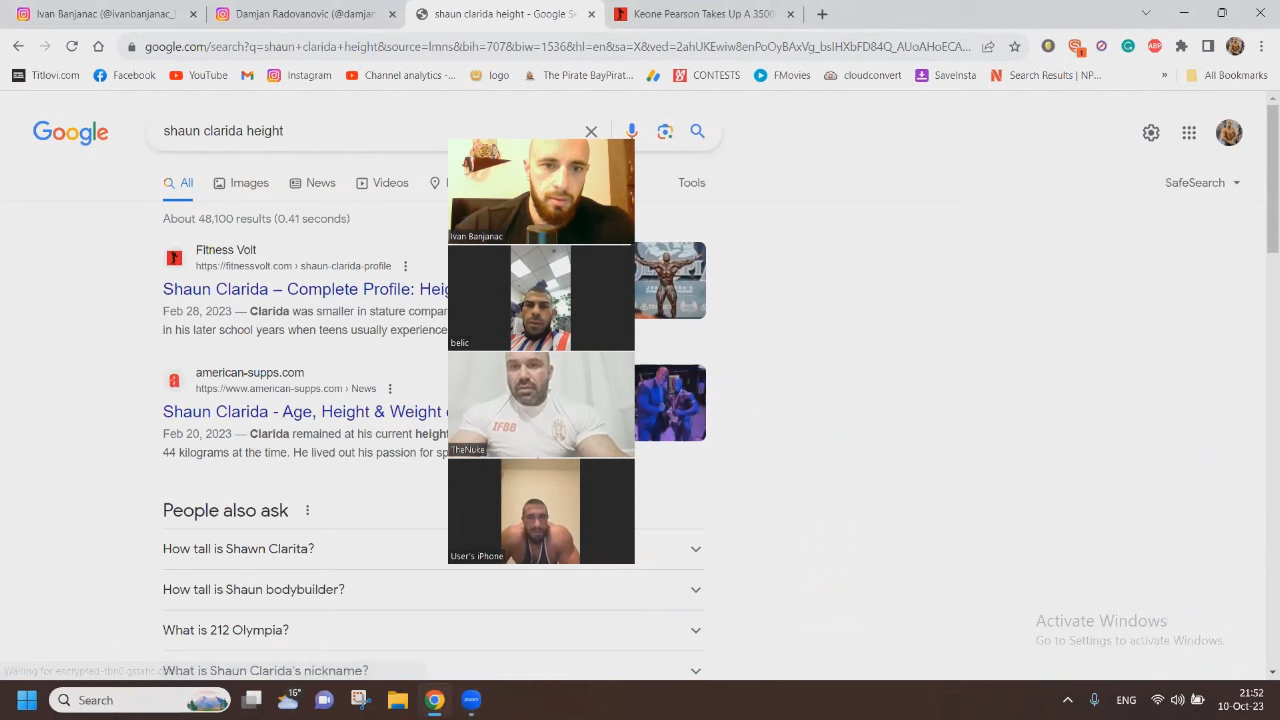 Ivan Banjanac (@banjanac_)
Damjan Radovanovic (@damjar
shaun clarida height - Google Se
Keone Pearson Takes Up A 3500
google.com/search?q=shaun+clarida+height&source=lmns&bih=707&biw=1536&hl=en&sa=X&ved=2ahUKEwiw8enPoOyBAxVg_bsIHXbFD84Q_AUoAHoECA...
Titlovi.com
Facebook
YouTube
Gmail
Instagram
Channel analytic -...
logo
The Pirate BayPirat...
CONTESTS
FMovies
cloudconvert
SaveInsta
Search Results | NP...
»
All Bookmarks
Google
shaun clarida height
All
Images
News
Videos
Tools
SafeSearch
About 48,100 results (0.41 seconds)
Fitness Volt
https://fitnessvolt.com › shaun-clarida-profile
Shaun Clarida – Complete Profile: Heig
Feb 28, 2023 — Clarida was smaller in stature compar
in his later school years when teens usually experience
american-supps.com
https://www.american-supps.com › News
Shaun Clarida - Age, Height & Weight
Feb 20, 2023 — Clarida remained at his current height
44 kilograms at the time. He lived out his passion for sp
People also ask
How tall is Shawn Clarita?
How tall is Shaun bodybuilder?
What is 212 Olympia?
What is Shaun Clarida's nickname?
Ivan Banjanac
belic
IFBB
TheNuke
User's iPhone
Activate Windows
Go to Settings to activate Windows.
Search
16°
zoom
ENG
21:52
10-Oct-23